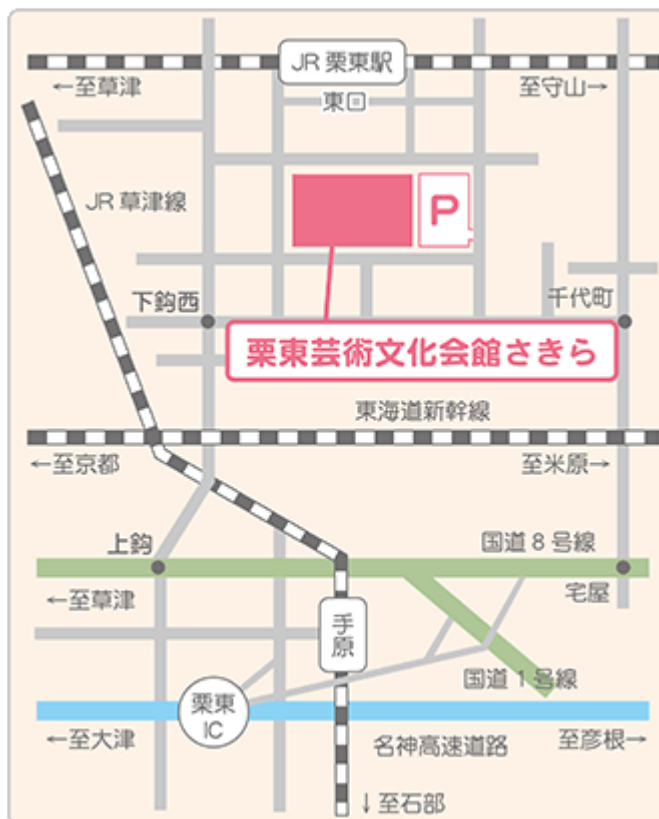 JR栗東駅
←至草津
東口
至守山→
JR草津線
P
下鈎西
千代町
栗東芸術文化会館さきら
東海道新幹線
←至京都
至米原→
上鈎
国道8号線
←至草津
宅屋
手原
国道1号線
栗東
IC
←至大津
名神高速道路
至彦根→
↓至石部